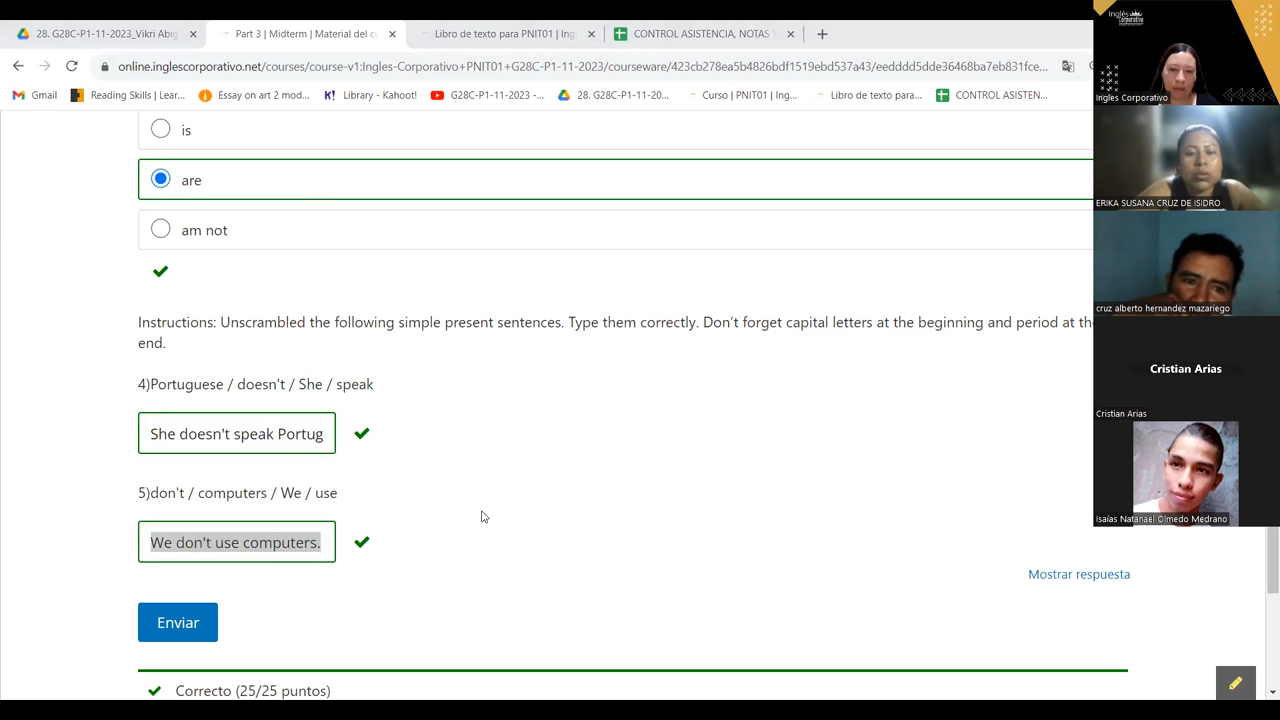 28. G28C-P1-11-2023_Vikri Abig
Part 3 | Midterm | Material del cu
Libro de texto para PNIT01 | Ing
CONTROL ASISTENCIA, NOTAS
online.inglescorporativo.net/courses/course-v1:Ingles-Corporativo+PNIT01+G28C-P1-11-2023/courseware/423cb278ea5b4826bdf1519ebd537a43/eedddd5dde36468ba7eb831fce...
Gmail
Reading Skills | Lear...
Essay on art 2 mod...
Library - Kahoot!
G28C-P1-11-2023 -...
28. G28C-P1-11-20...
Curso | PNIT01 | Ing...
Libro de texto para...
CONTROL ASISTEN...
is
are
am not
Instructions: Unscrambled the following simple present sentences. Type them correctly. Don't forget capital letters at the beginning and period at the
end.
4)Portuguese / doesn't / She / speak
She doesn't speak Portug
5)don't / computers / We / use
We don't use computers.
Mostrar respuesta
Enviar
Correcto (25/25 puntos)
Inglés
Corporativo
Ingles Corporativo
ERIKA SUSANA CRUZ DE ISIDRO
cruz alberto hernandez mazariego
Cristian Arias
Cristian Arias
Isaías Natanael Olmedo Medrano